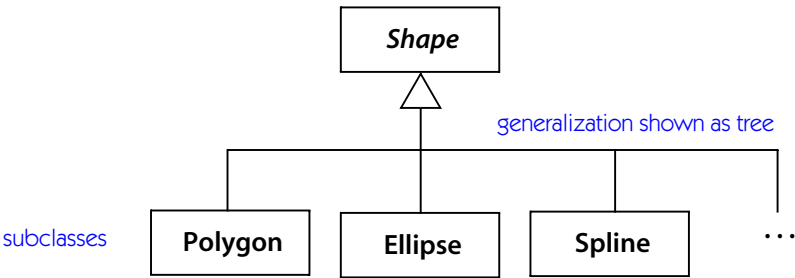 Shape
generalization shown as tree
subclasses
Polygon
Ellipse
Spline
...